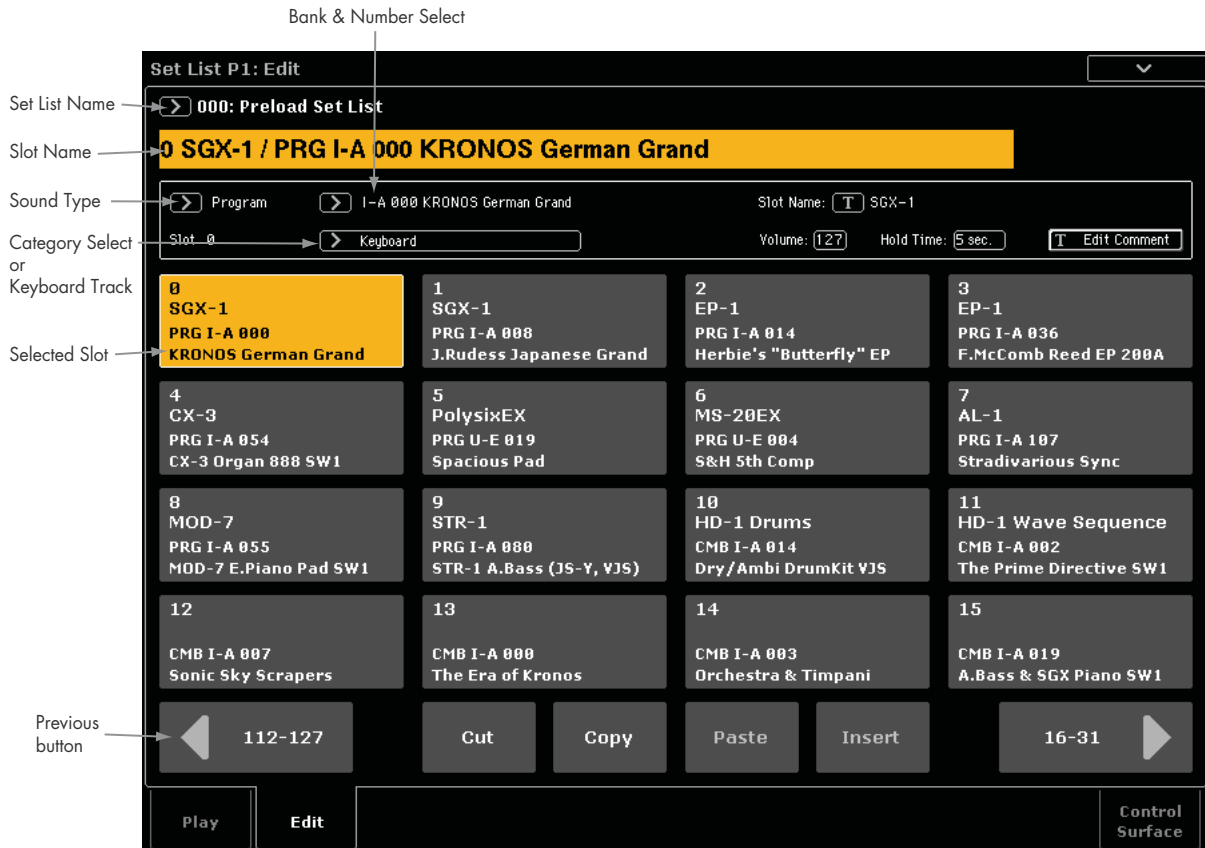 Bank & Number Select
Set List P1: Edit
Set List Name
000: Preload Set List
Slot Name
0 SGX-1 / PRG I-A 000 KRONOS German Grand
Sound Type
Program
I-A 000 KRONOS German Grand
Slot Name: T SGX-1
Category Select
or
Keyboard Track
Slot 0
Keyboard
Volume: 127
Hold Time: 5 sec.
T Edit Comment
Selected Slot
0
SGX-1
PRG I-A 000
KRONOS German Grand
1
SGX-1
PRG I-A 008
J.Rudess Japanese Grand
2
EP-1
PRG I-A 014
Herbie's "Butterfly" EP
3
EP-1
PRG I-A 036
F.McComb Reed EP 200A
4
CX-3
PRG I-A 054
CX-3 Organ 888 SW1
5
PolysixEX
PRG U-E 019
Spacious Pad
6
MS-20EX
PRG U-E 004
S&H 5th Comp
7
AL-1
PRG I-A 107
Stradivarious Sync
8
MOD-7
PRG I-A 055
MOD-7 E.Piano Pad SW1
9
STR-1
PRG I-A 080
STR-1 A.Bass (JS-Y, VJS)
10
HD-1 Drums
CMB I-A 014
Dry/Ambi DrumKit VJS
11
HD-1 Wave Sequence
CMB I-A 002
The Prime Directive SW1
12
CMB I-A 007
Sonic Sky Scrapers
13
CMB I-A 000
The Era of Kronos
14
CMB I-A 003
Orchestra & Timpani
15
CMB I-A 019
A.Bass & SGX Piano SW1
Previous
button
112-127
Cut
Copy
Paste
Insert
16-31
Play
Edit
Control
Surface